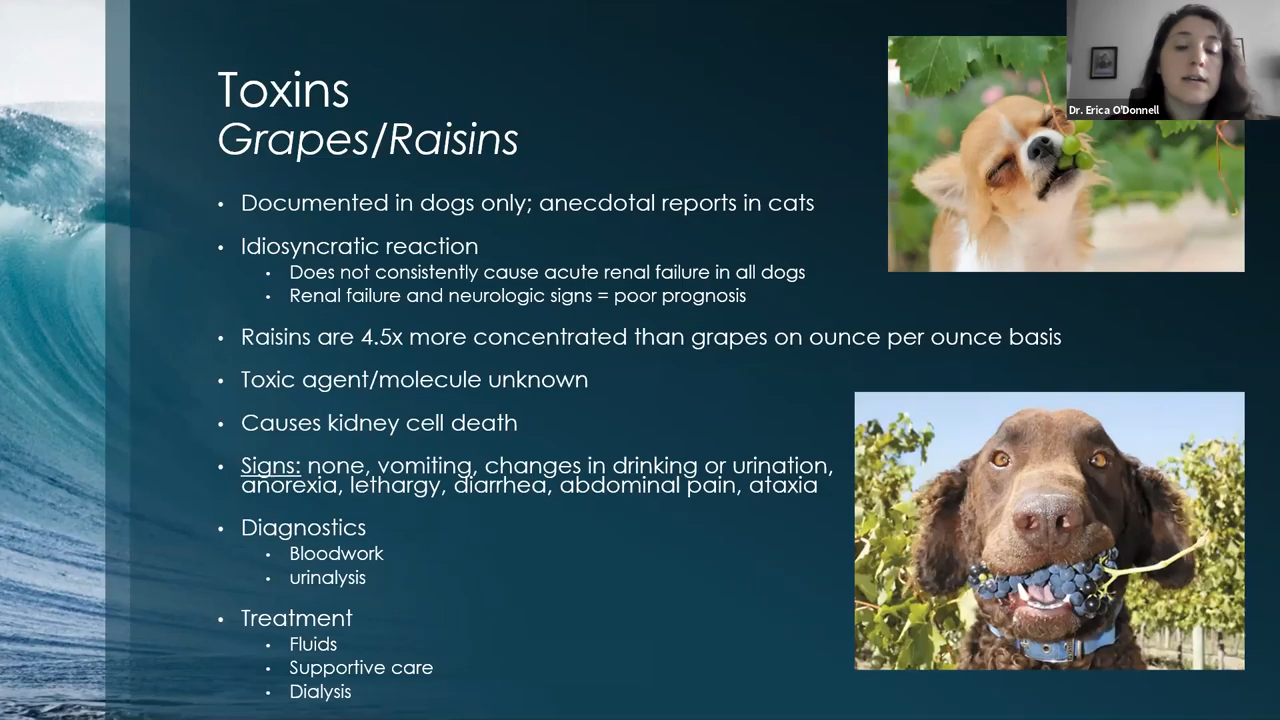 Toxins
Grapes/Raisins
Dr. Erica O'Donnell
• Documented in dogs only; anecdotal reports in cats
• Idiosyncratic reaction
• Does not consistently cause acute renal failure in all dogs
• Renal failure and neurologic signs = poor prognosis
• Raisins are 4.5x more concentrated than grapes on ounce per ounce basis
• Toxic agent/molecule unknown
• Causes kidney cell death
• Signs: none, vomiting, changes in drinking or urination,
anorexia, lethargy, diarrhea, abdominal pain, ataxia
• Diagnostics
• Bloodwork
• urinalysis
• Treatment
• Fluids
• Supportive care
• Dialysis